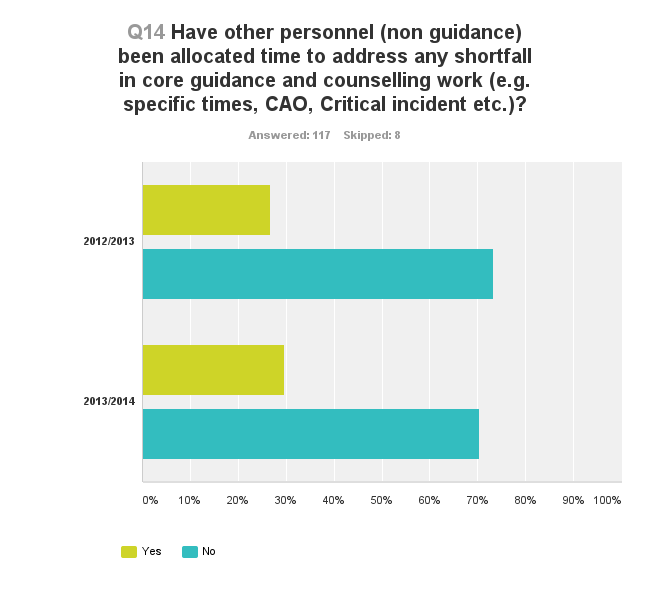 Q14 Have other personnel (non guidance)
been allocated time to address any shortfall
in core guidance and counselling work (e.g.
specific times, CAO, Critical incident etc.)?
Answered: 117 Skipped: 8
2012/2013
2013/2014
0% 10% 20% 30% 40% 50% 60% 70% 80% 90% 100%
Yes No